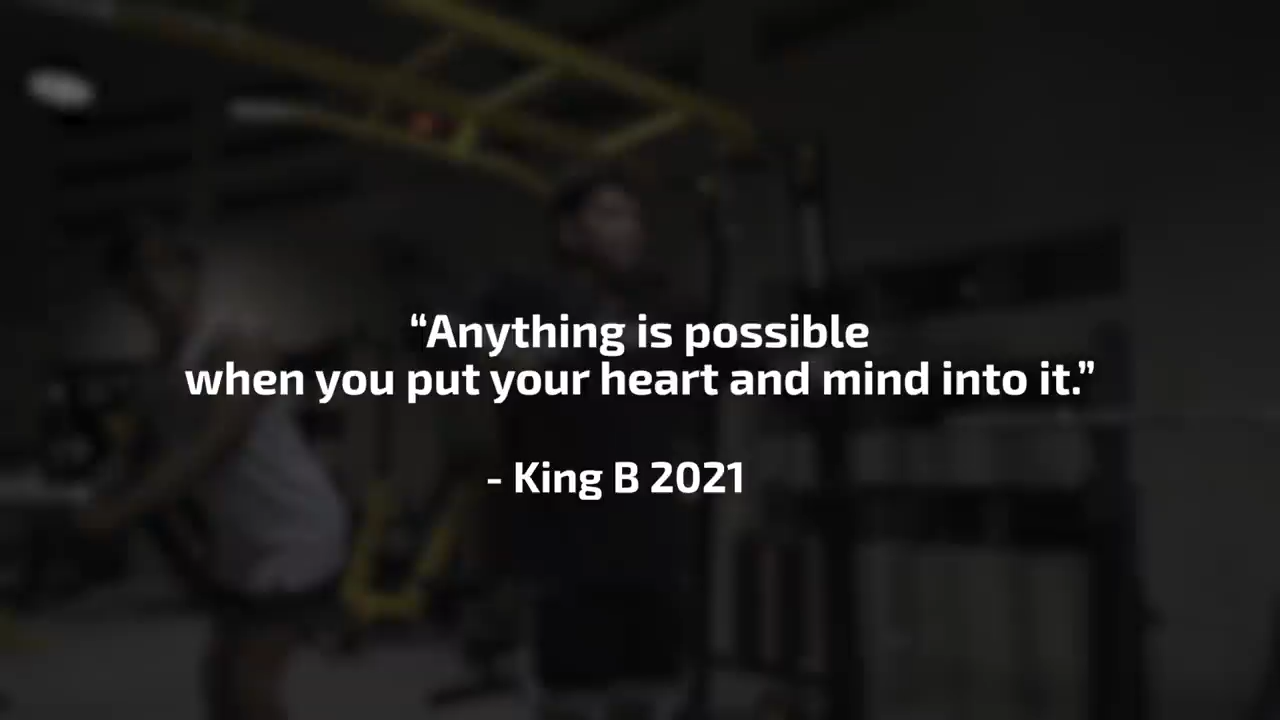 “Anything is possible
when you put your heart and mind into it.”
- King B 2021